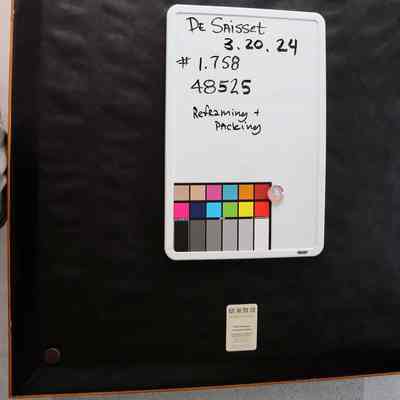 De Saisset
3.20.24
# 1.758
48525
Reframing +
Packing